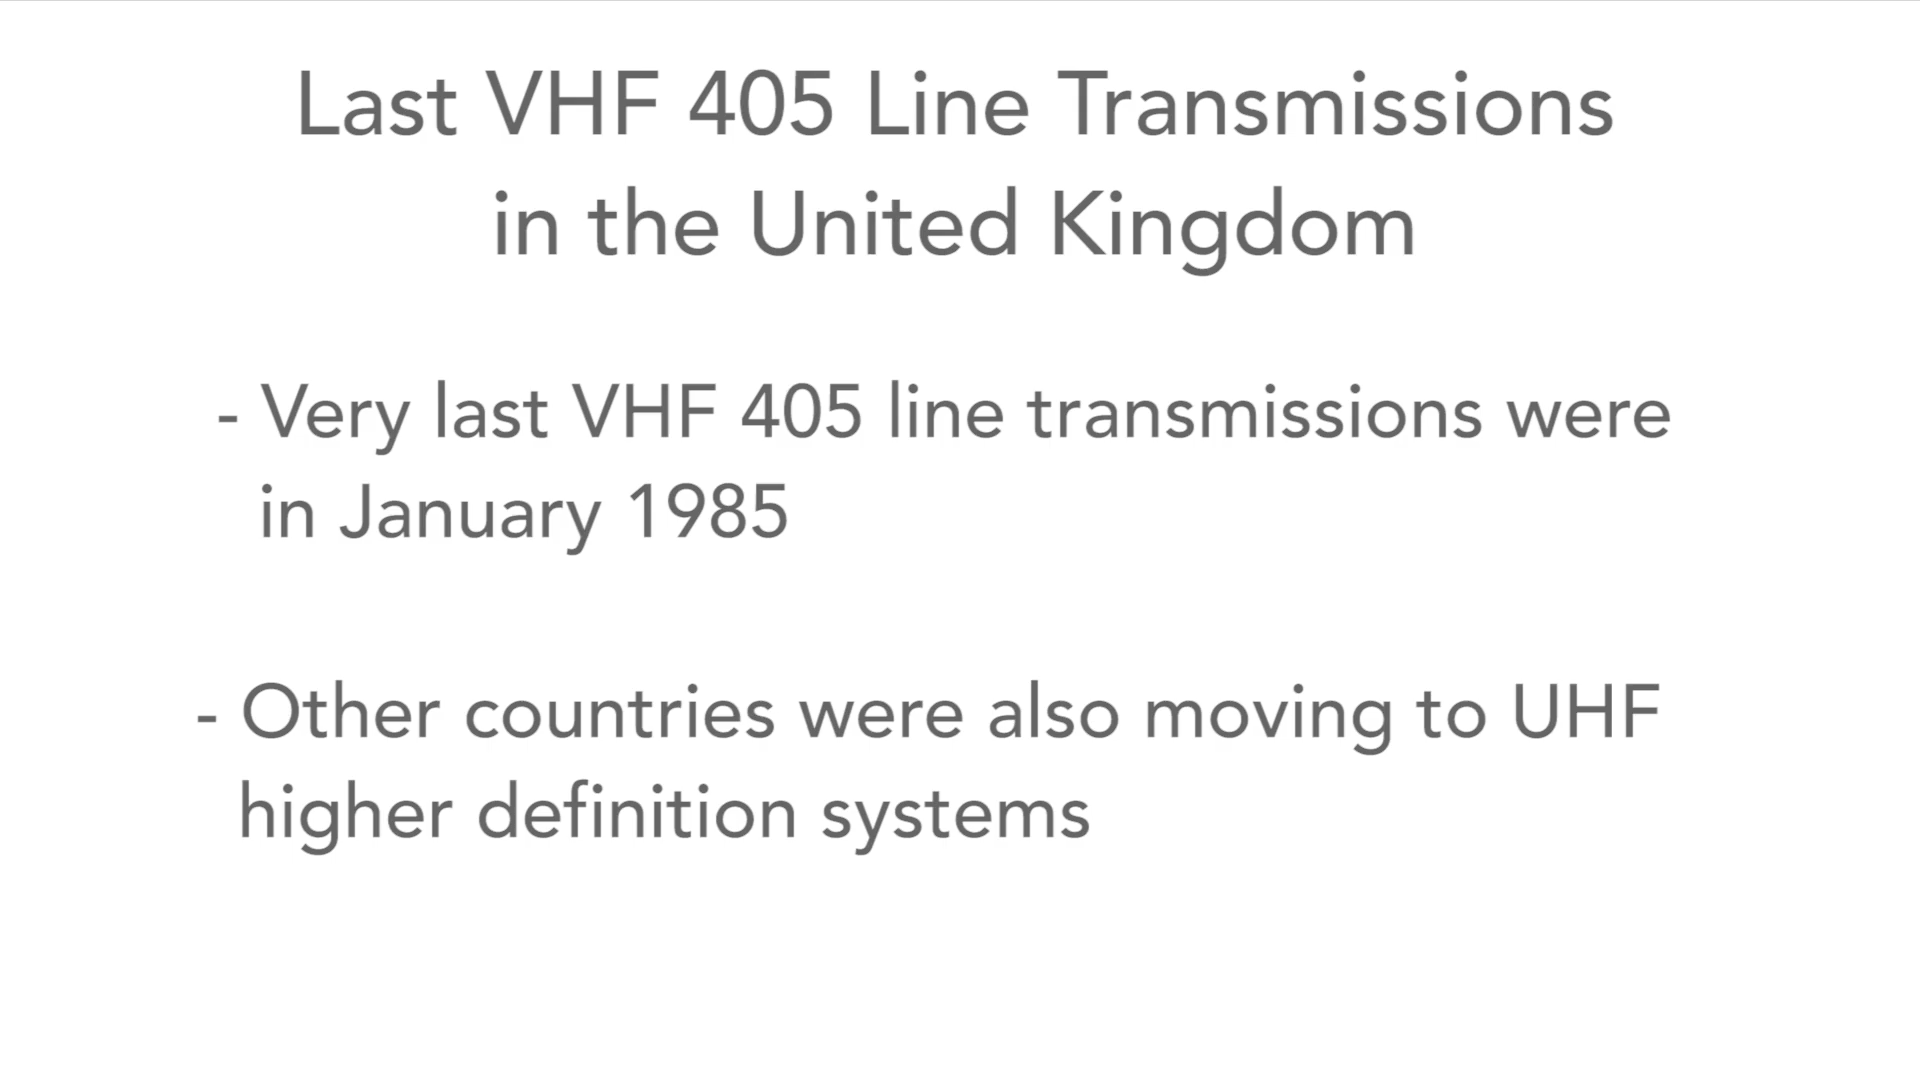 Last VHF 405 Line Transmissions
in the United Kingdom
- Very last VHF 405 line transmissions were
in January 1985
- Other countries were also moving to UHF
higher definition systems